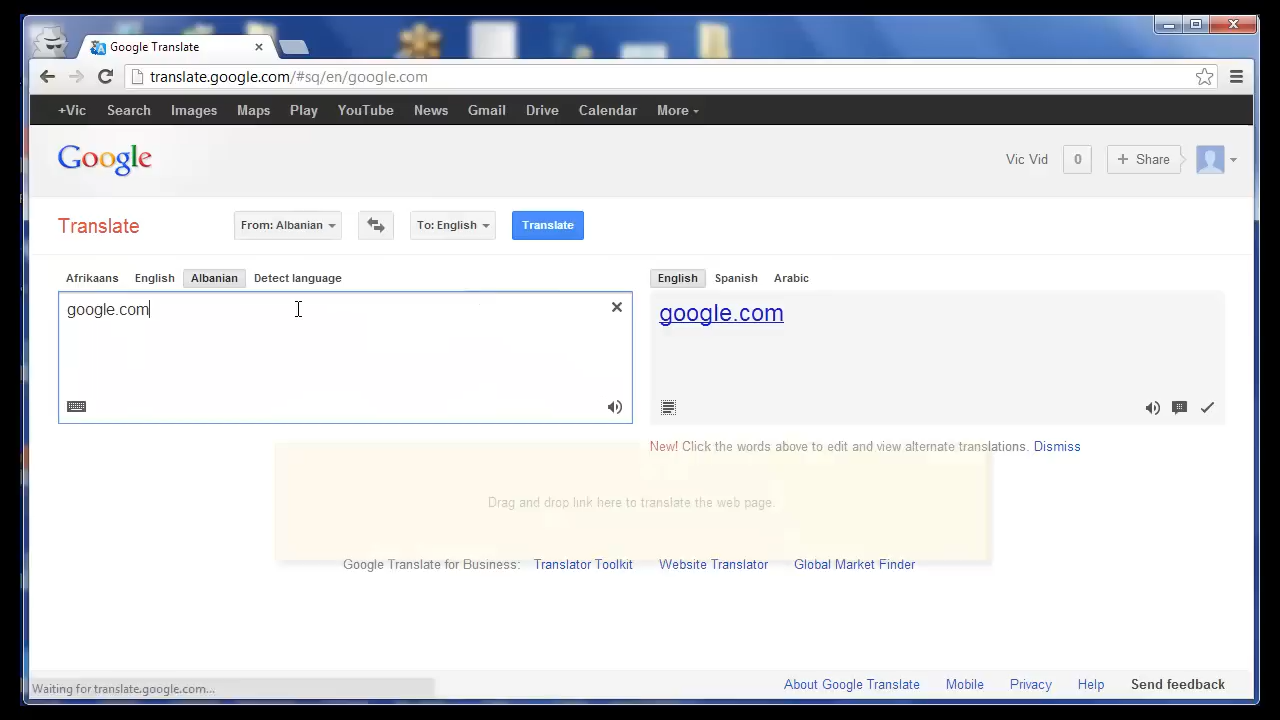 Google Translate
translate.google.com/#sq/en/google.com
+Vic Search Images Maps Play YouTube News Gmail Drive Calendar More
Google Vic Vid 0 + Share
Translate From: Albanian To: English Translate
Afrikaans English Albanian Detect language
google.com
English Spanish Arabic
google.com
New! Click the words above to edit and view alternate translations. Dismiss
Drag and drop link here to translate the web page.
Google Translate for Business: Translator Toolkit Website Translator Global Market Finder
Waiting for translate.google.com...
About Google Translate Mobile Privacy Help Send feedback